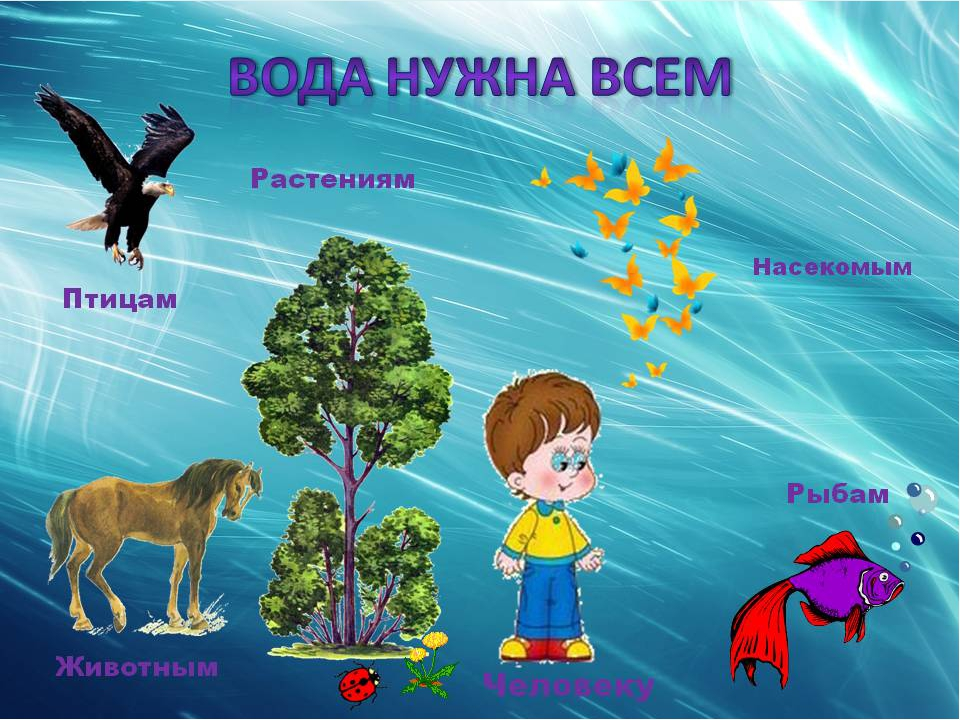 ВОДА НУЖНА ВСЕМ
Растениям
Насекомым
Птицам
Рыбам
Животным
Человеку